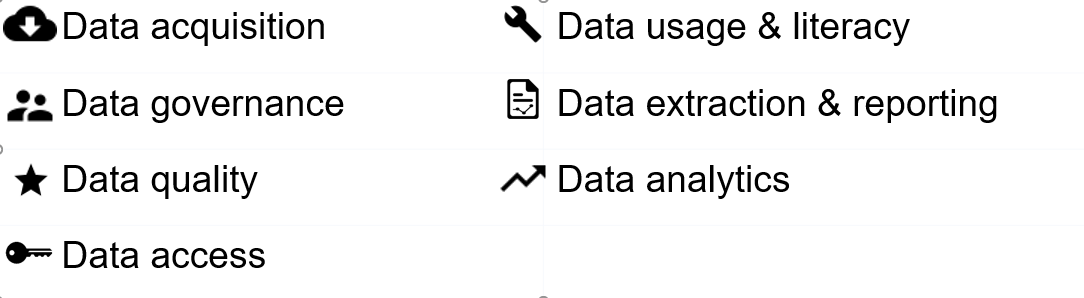 Data acquisition
Data governance
Data quality
Data access
Data usage & literacy
Data extraction & reporting
Data analytics